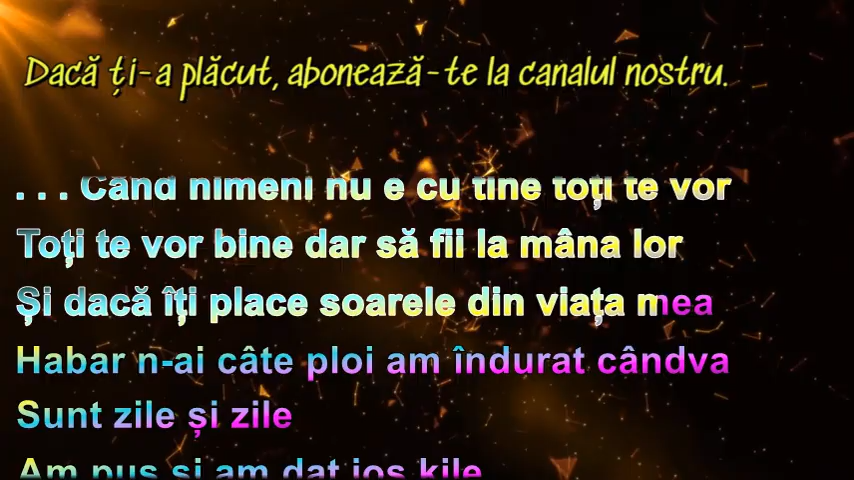 Dacă ți-a plăcut, abonează-te la canalul nostru.
. . . Când nimeni nu e cu tine toți te vor
Toți te vor bine dar să fii la mâna lor
Și dacă îți place soarele din viața mea
Habar n-ai câte ploi am îndurat cândva
Sunt zile și zile
Am pus și am dat jos kile